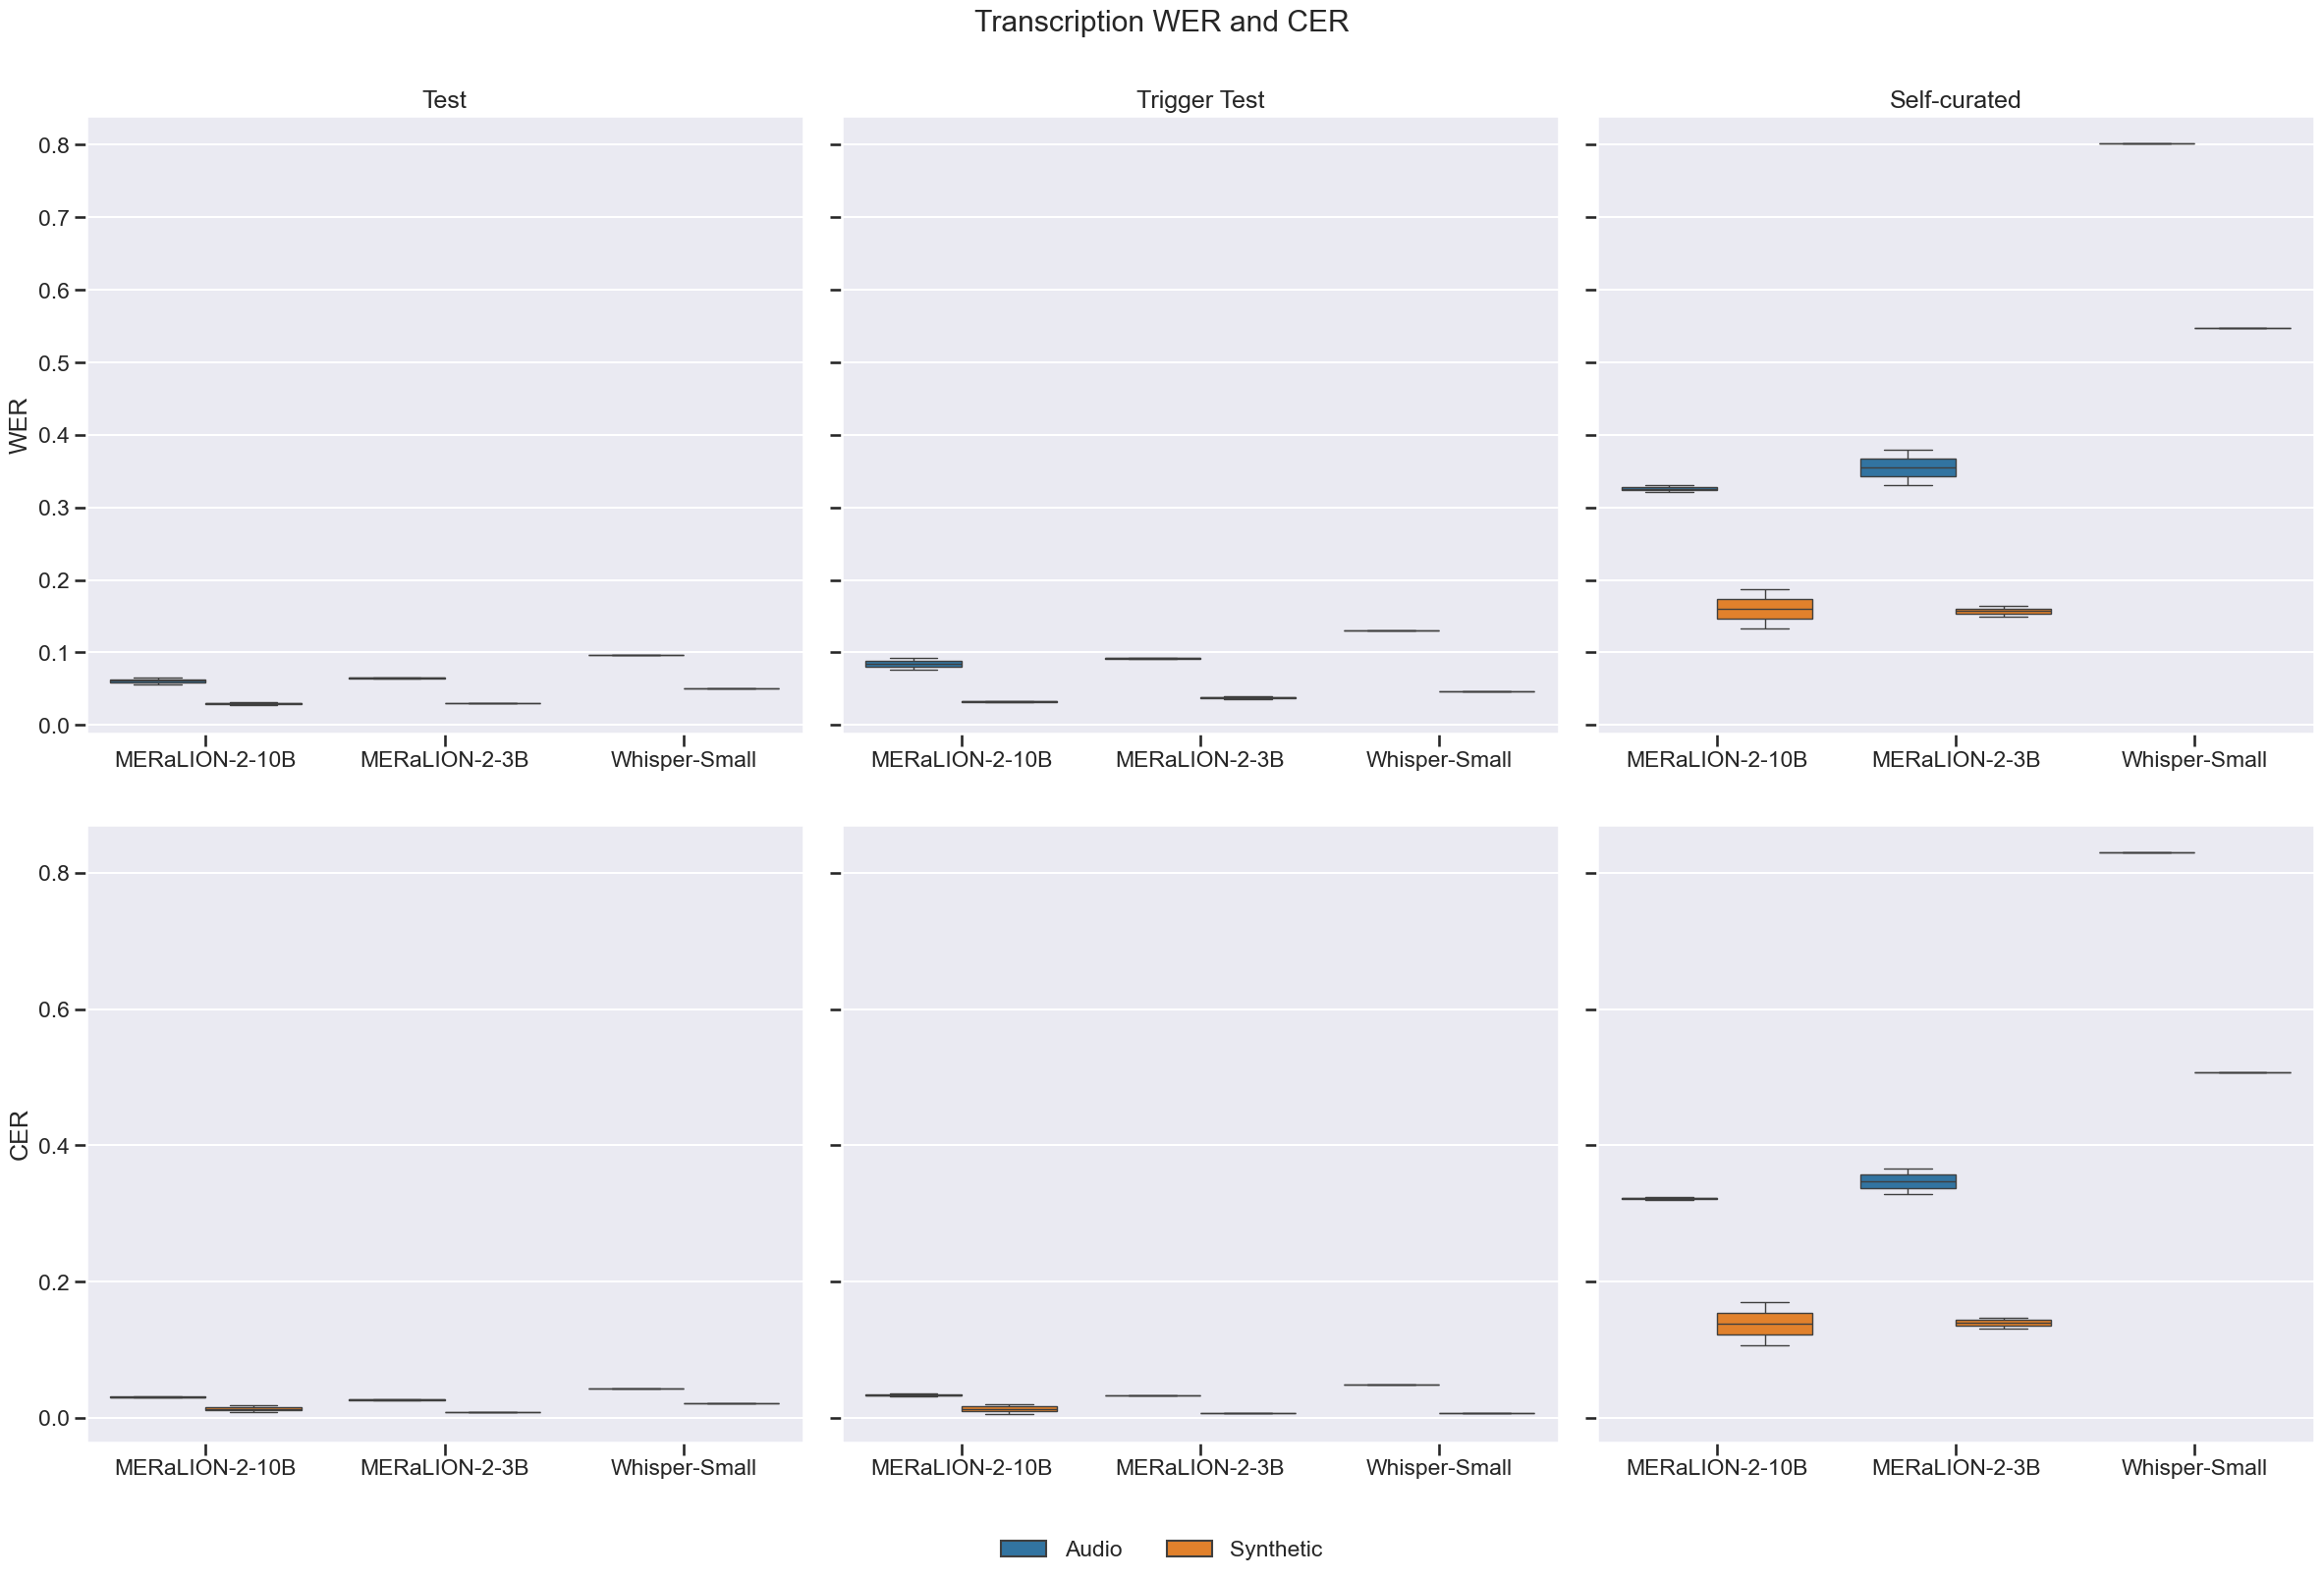 Transcription WER and CER
Test
Trigger Test
Self-curated
WER
0.8
0.7
0.6
0.5
0.4
0.3
0.2
0.1
0.0
MERaLION-2-10B MERaLION-2-3B Whisper-Small
MERaLION-2-10B MERaLION-2-3B Whisper-Small
MERaLION-2-10B MERaLION-2-3B Whisper-Small
CER
0.8
0.6
0.4
0.2
0.0
MERaLION-2-10B MERaLION-2-3B Whisper-Small
MERaLION-2-10B MERaLION-2-3B Whisper-Small
MERaLION-2-10B MERaLION-2-3B Whisper-Small
Audio Synthetic